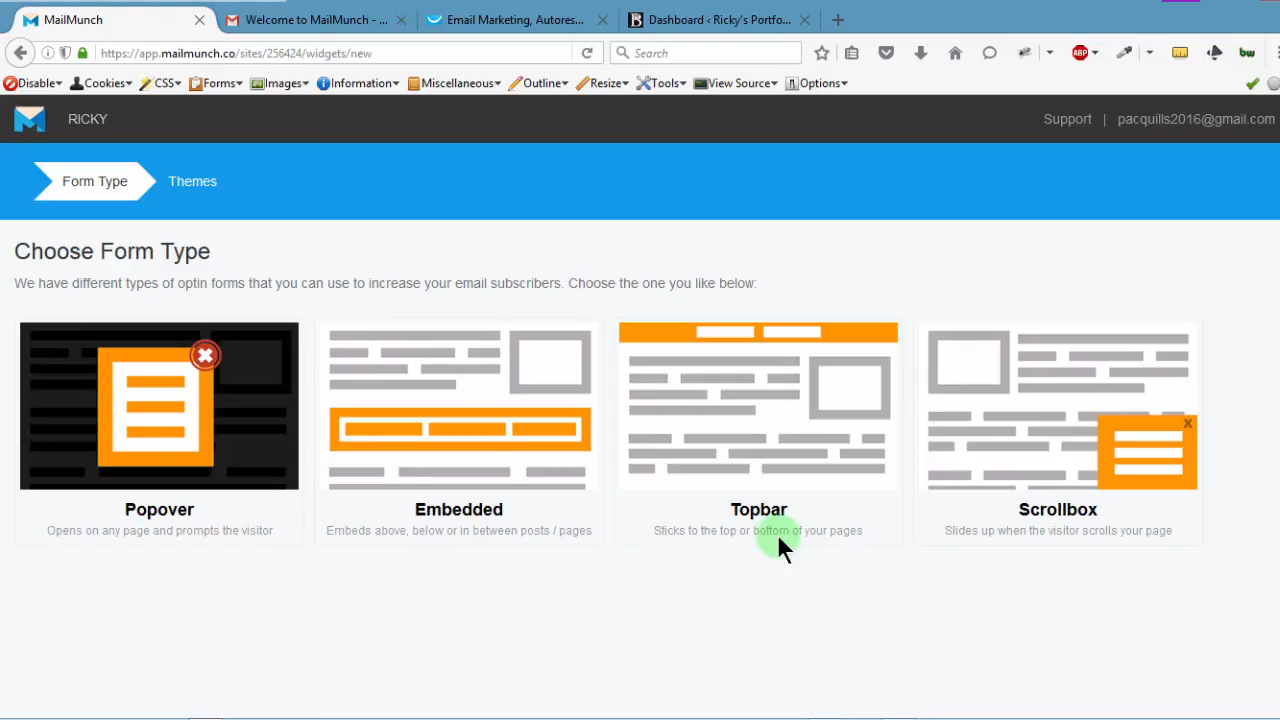 MailMunch
Welcome to MailMunch - ...
Email Marketing, Autores...
Dashboard ‹ Ricky's Portfo...
https://app.mailmunch.co/sites/256424/widgets/new
Search
ABP
bw
Disable
Cookies
CSS
Forms
Images
Information
Miscellaneous
Outline
Resize
Tools
View Source
Options
RICKY
Support | pacquills2016@gmail.com
Form Type
Themes
Choose Form Type
We have different types of optin forms that you can use to increase your email subscribers. Choose the one you like below:
x
Popover
Opens on any page and prompts the visitor
Embedded
Embeds above, below or in between posts / pages
Topbar
Sticks to the top or bottom of your pages
Scrollbox
Slides up when the visitor scrolls your page